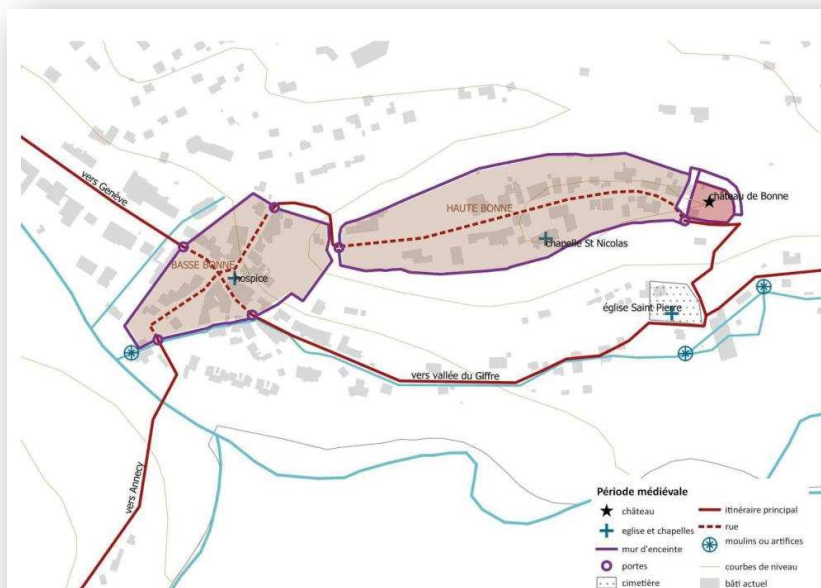 vers Genève
BASSE BONNE
hospice
HAUTE BONNE
chapelle St Nicolas
château de Bonne
église Saint Pierre
vers vallée du Giffre
vers Annecy
Période médiévale
château
eglise et chapelles
mur d'enceinte
portes
cimetière
itinéraire principal
rue
moulins ou artifices
courbes de niveau
bâti actuel